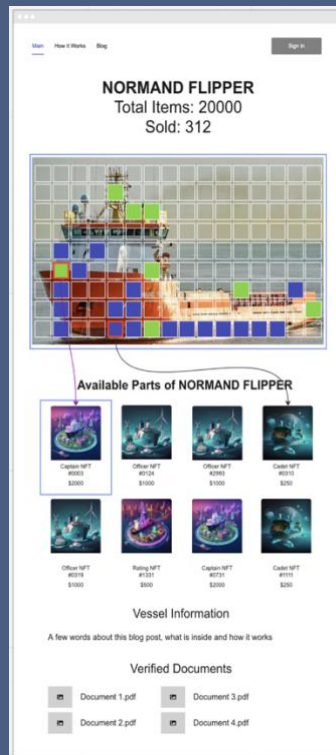 Main How it Works Blog Sign In
NORMAND FLIPPER
Total Items: 20000
Sold: 312
Available Parts of NORMAND FLIPPER
Captain NFT Officer NFT Officer NFT Cadet NFT
#0003 #0124 #2993 #0310
$2000 $1000 $1000 $250
Officer NFT Rating NFT Captain NFT Cadet NFT
#0319 #1331 #0731 #1111
$1000 $500 $2000 $250
Vessel Information
A few words about this blog post, what is inside and how it works
Verified Documents
Document 1.pdf Document 3.pdf
Document 2.pdf Document 4.pdf